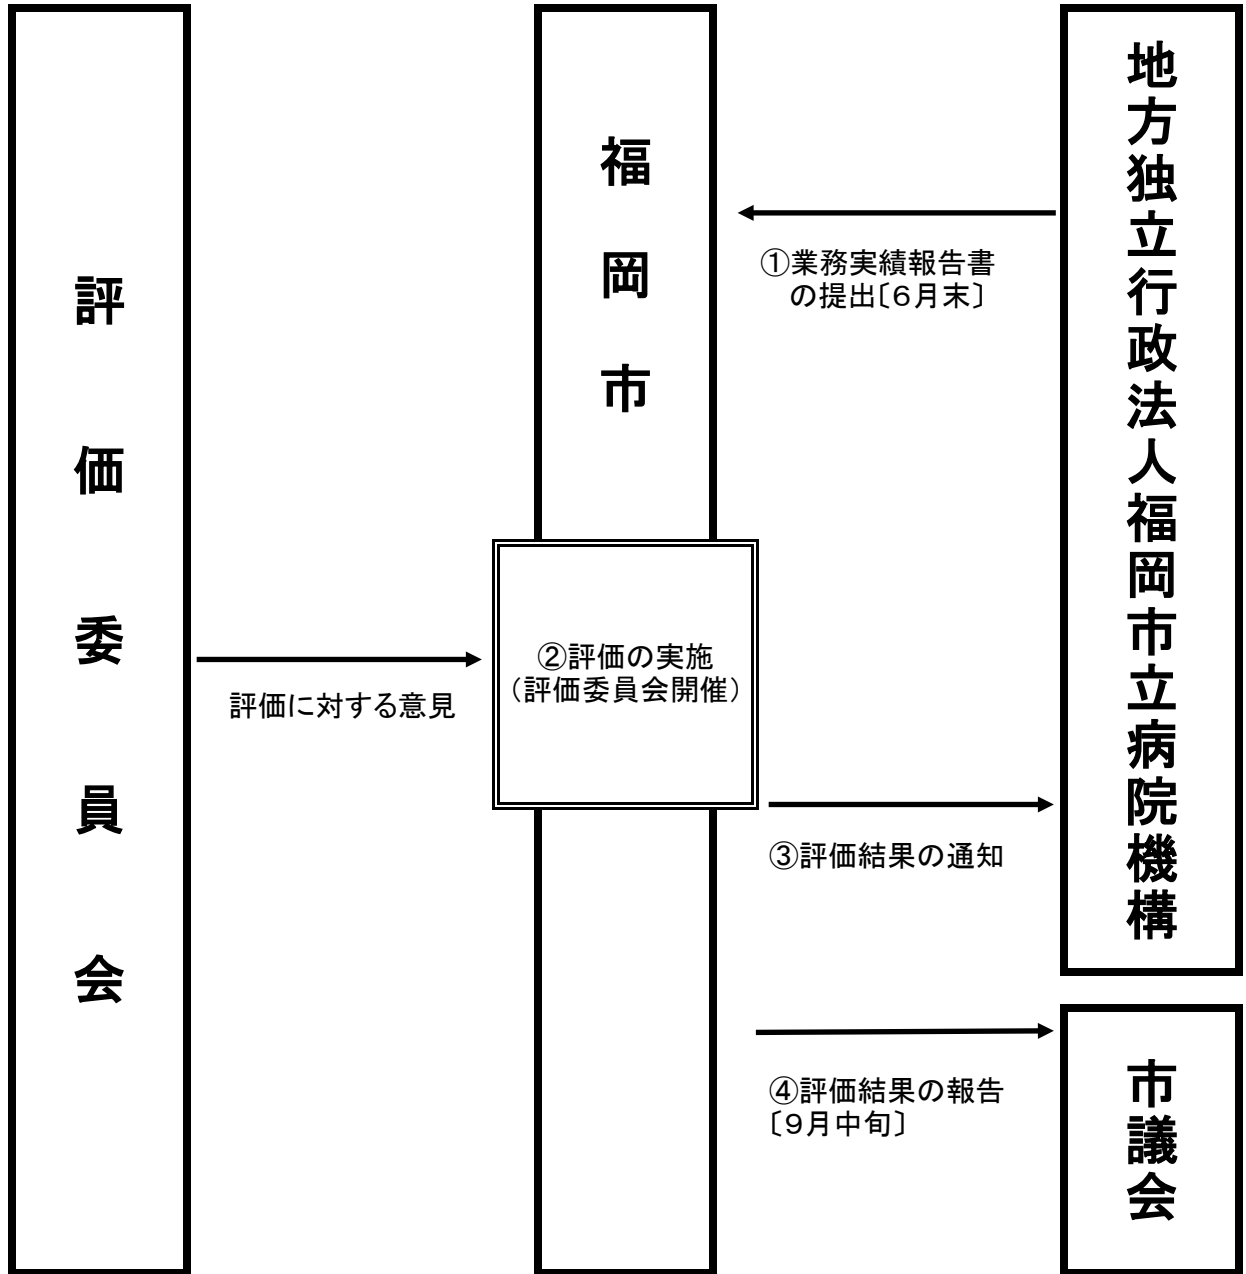 評価委員会
福岡市
地方独立行政法人福岡市立病院機構
①業務実績報告書
の提出〔６月末〕
評価に対する意見
②評価の実施
（評価委員会開催）
③評価結果の通知
④評価結果の報告
〔９月中旬〕
市議会